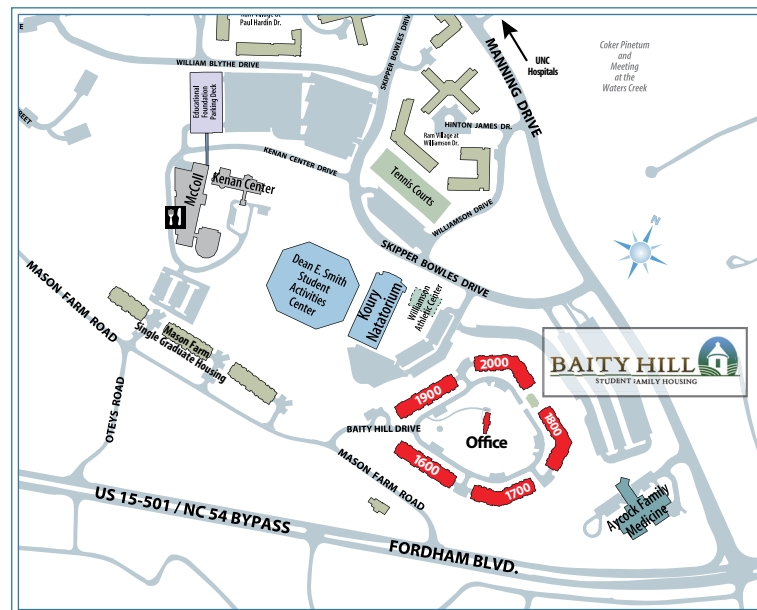 Ram Village at
Paul Hardin Dr.
WILLIAM BLYTHE DRIVE
SKIPPER BOWLES DRIVE
MANNING DRIVE
UNC
Hospitals
Coker Pinetum
and
Meeting
at the
Waters Creek
Educational
Foundation
Parking Deck
HINTON JAMES DR.
Ram Village at
Williamson Dr.
KENAN CENTER DRIVE
McColl
Kenan Center
Tennis Courts
WILLIAMSON DRIVE
N
SKIPPER BOWLES DRIVE
Dean E. Smith
Student
Activities
Center
Koury
Natatorium
Williamson
Athletic Center
MASON FARM ROAD
Mason Farm
Single Graduate Housing
BAITY HILL
STUDENT FAMILY HOUSING
2000
1900
1800
Office
OTEYS ROAD
BAITY HILL DRIVE
1600
1700
MASON FARM ROAD
Aycock Family
Medicine
US 15-501 / NC 54 BYPASS
FORDHAM BLVD.